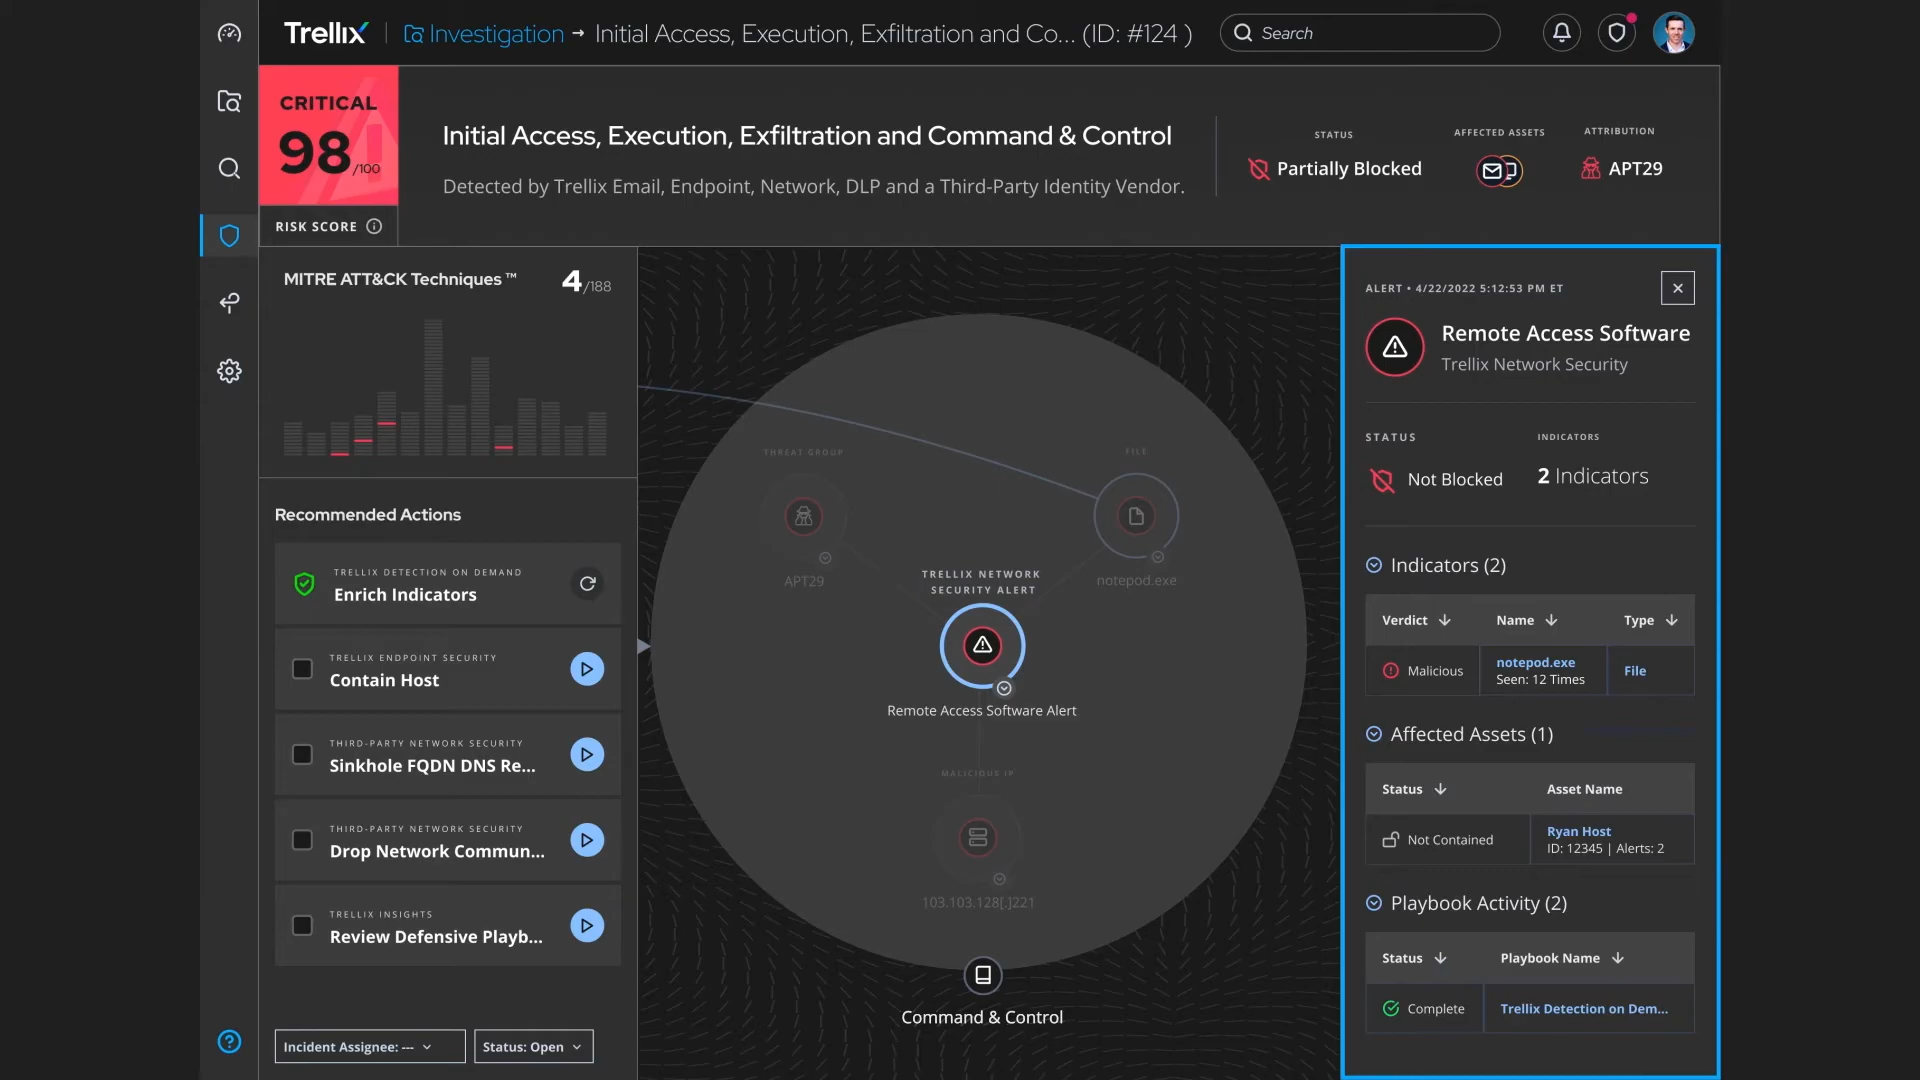 Trellix
Investigation → Initial Access, Execution, Exfiltration and Co... (ID: #124 )
Search
CRITICAL
98/100
RISK SCORE
Initial Access, Execution, Exfiltration and Command & Control
Detected by Trellix Email, Endpoint, Network, DLP and a Third-Party Identity Vendor.
STATUS
Partially Blocked
AFFECTED ASSETS
ATTRIBUTION
APT29
MITRE ATT&CK Techniques ™
4/188
Recommended Actions
TRELLIX DETECTION ON DEMAND
Enrich Indicators
TRELLIX ENDPOINT SECURITY
Contain Host
THIRD-PARTY NETWORK SECURITY
Sinkhole FQDN DNS Re...
THIRD-PARTY NETWORK SECURITY
Drop Network Commun...
TRELLIX INSIGHTS
Review Defensive Playb...
Incident Assignee: ---
Status: Open
THREAT GROUP
APT29
FILE
notepod.exe
TRELLIX NETWORK
SECURITY ALERT
Remote Access Software Alert
MALICIOUS IP
103.103.128[.]221
Command & Control
ALERT • 4/22/2022 5:12:53 PM ET
Remote Access Software
Trellix Network Security
STATUS
Not Blocked
INDICATORS
2 Indicators
Indicators (2)
Verdict
Name
Type
Malicious
notepod.exe
Seen: 12 Times
File
Affected Assets (1)
Status
Asset Name
Not Contained
Ryan Host
ID: 12345 | Alerts: 2
Playbook Activity (2)
Status
Playbook Name
Complete
Trellix Detection on Dem...